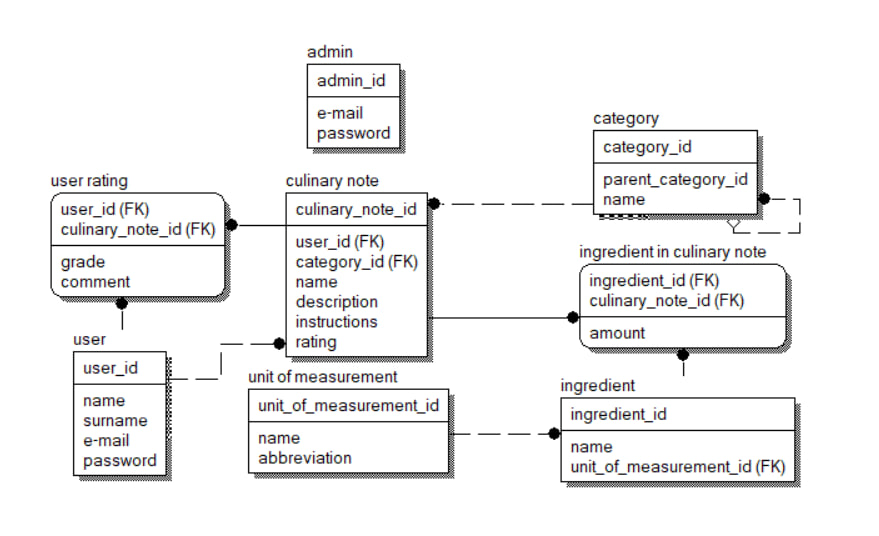 admin
admin_id
e-mail
password
category
category_id
parent_category_id
name
user rating
user_id (FK)
culinary_note_id (FK)
grade
comment
culinary note
culinary_note_id
user_id (FK)
category_id (FK)
name
description
instructions
rating
ingredient in culinary note
ingredient_id (FK)
culinary_note_id (FK)
amount
user
user_id
name
surname
e-mail
password
unit of measurement
unit_of_measurement_id
name
abbreviation
ingredient
ingredient_id
name
unit_of_measurement_id (FK)